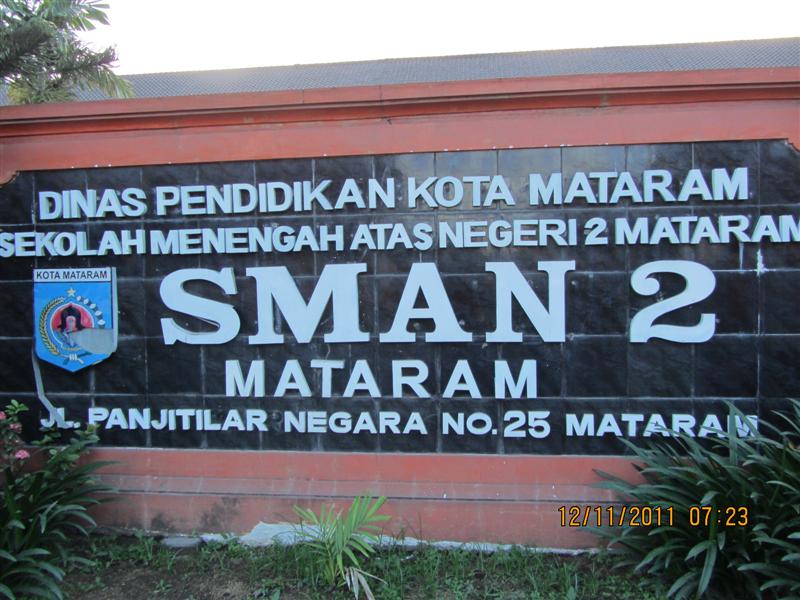 DINAS PENDIDIKAN KOTA MATARAM
SEKOLAH MENENGAH ATAS NEGERI 2 MATARAM
KOTA MATARAM
SMAN 2
MATARAM
JL. PANJITILAR NEGARA NO. 25 MATARAM
12/11/2011 07:23